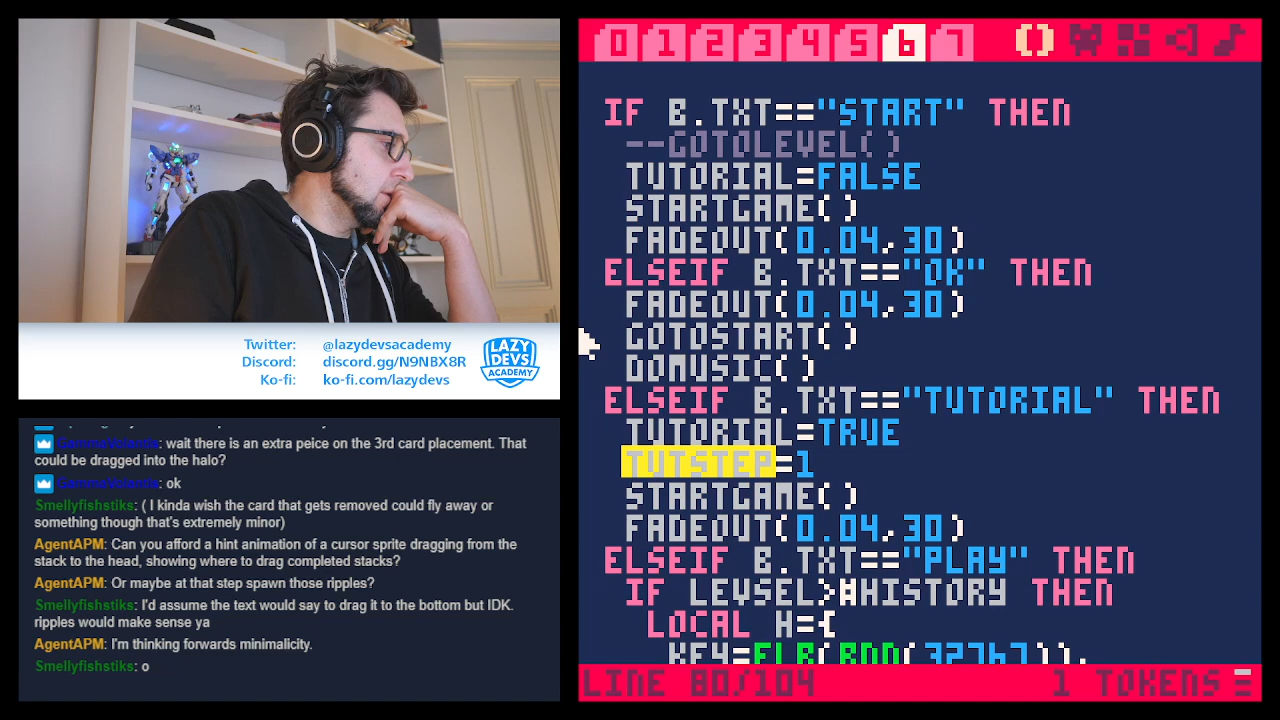 Twitter: @lazydevsacademy
Discord: discord.gg/N9NBX8R
Ko-fi: ko-fi.com/lazydevs
LAZY
DEVS
ACADEMY
GammaVolantis: wait there is an extra peice on the 3rd card placement. That
could be dragged into the halo?
GammaVolantis: ok
Smellyfishstiks: ( I kinda wish the card that gets removed could fly away or
something though that's extremely minor)
AgentAPM: Can you afford a hint animation of a cursor sprite dragging from the
stack to the head, showing where to drag completed stacks?
AgentAPM: Or maybe at that step spawn those ripples?
Smellyfishstiks: I'd assume the text would say to drag it to the bottom but IDK.
ripples would make sense ya
AgentAPM: I'm thinking forwards minimalicity.
Smellyfishstiks: o
0 1 2 3 4 5 6 7 ()
IF B.TXT=="START" THEN
--GOTOLEVEL()
TUTORIAL=FALSE
STARTGAME()
FADEOUT(0.04,30)
ELSEIF B.TXT=="OK" THEN
FADEOUT(0.04,30)
GOTOSTART()
DOMUSIC()
ELSEIF B.TXT=="TUTORIAL" THEN
TUTORIAL=TRUE
TUTSTEP=1
STARTGAME()
FADEOUT(0.04,30)
ELSEIF B.TXT=="PLAY" THEN
IF LEVSEL>#HISTORY THEN
LOCAL H={
KEY=FLR(RND(32767)),
LINE 80/104 1 TOKENS